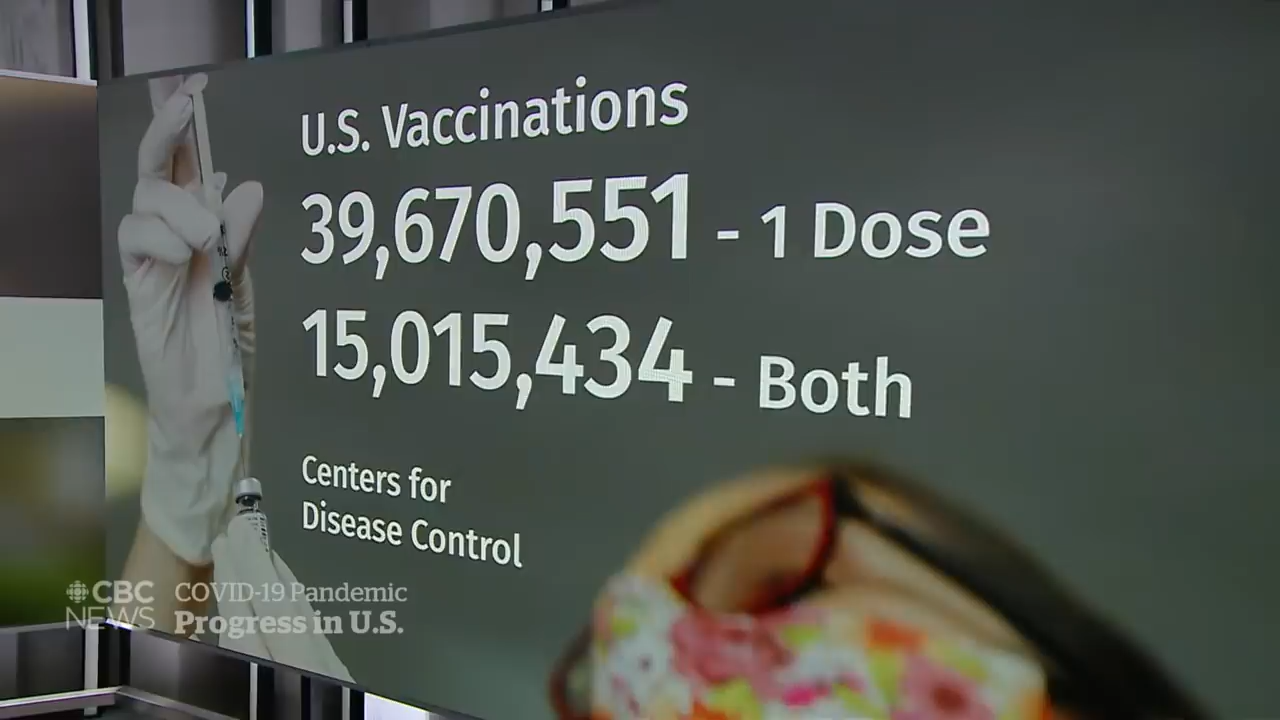 U.S. Vaccinations
39,670,551 - 1 Dose
15,015,434 - Both
Centers for
Disease Control
CBC
NEWS
COVID-19 Pandemic
Progress in U.S.